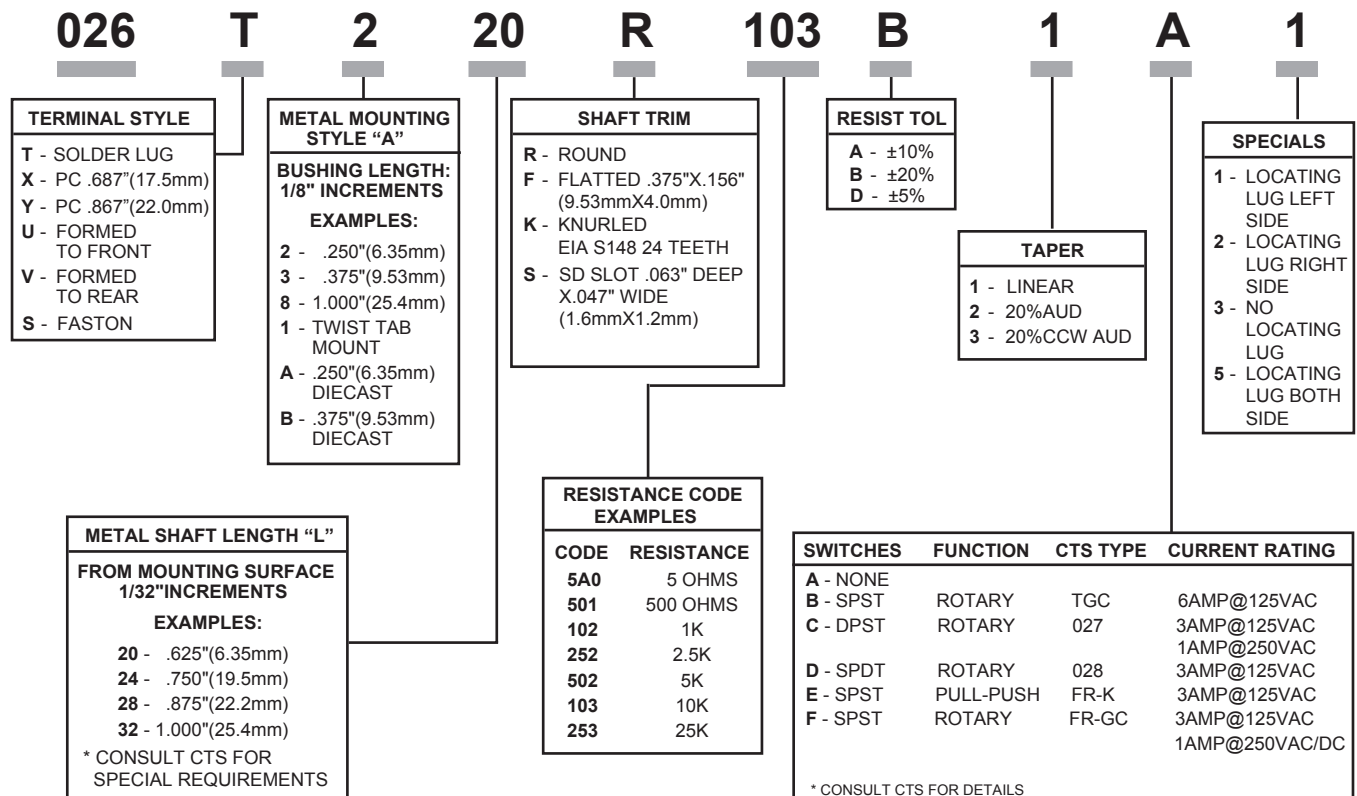 026 T 2 20 R 103 B 1 A 1
TERMINAL STYLE
T - SOLDER LUG
X - PC .687"(17.5mm)
Y - PC .867"(22.0mm)
U - FORMED
TO FRONT
V - FORMED
TO REAR
S - FASTON
METAL MOUNTING
STYLE “A”
BUSHING LENGTH:
1/8" INCREMENTS
EXAMPLES:
2 - .250"(6.35mm)
3 - .375"(9.53mm)
8 - 1.000"(25.4mm)
1 - TWIST TAB
MOUNT
A - .250"(6.35mm)
DIECAST
B - .375"(9.53mm)
DIECAST
SHAFT TRIM
R - ROUND
F - FLATTED .375"X.156"
(9.53mmX4.0mm)
K - KNURLED
EIA S148 24 TEETH
S - SD SLOT .063" DEEP
X.047" WIDE
(1.6mmX1.2mm)
RESIST TOL
A - ±10%
B - ±20%
D - ±5%
TAPER
1 - LINEAR
2 - 20%AUD
3 - 20%CCW AUD
SPECIALS
1 - LOCATING
LUG LEFT
SIDE
2 - LOCATING
LUG RIGHT
SIDE
3 - NO
LOCATING
LUG
5 - LOCATING
LUG BOTH
SIDE
METAL SHAFT LENGTH “L”
FROM MOUNTING SURFACE
1/32"INCREMENTS
EXAMPLES:
20 - .625"(6.35mm)
24 - .750"(19.5mm)
28 - .875"(22.2mm)
32 - 1.000"(25.4mm)
* CONSULT CTS FOR
SPECIAL REQUIREMENTS
RESISTANCE CODE
EXAMPLES
CODE RESISTANCE
5A0 5 OHMS
501 500 OHMS
102 1K
252 2.5K
502 5K
103 10K
253 25K
SWITCHES FUNCTION CTS TYPE CURRENT RATING
A - NONE
B - SPST ROTARY TGC 6AMP@125VAC
C - DPST ROTARY 027 3AMP@125VAC
1AMP@250VAC
D - SPDT ROTARY 028 3AMP@125VAC
E - SPST PULL-PUSH FR-K 3AMP@125VAC
F - SPST ROTARY FR-GC 3AMP@125VAC
1AMP@250VAC/DC
* CONSULT CTS FOR DETAILS